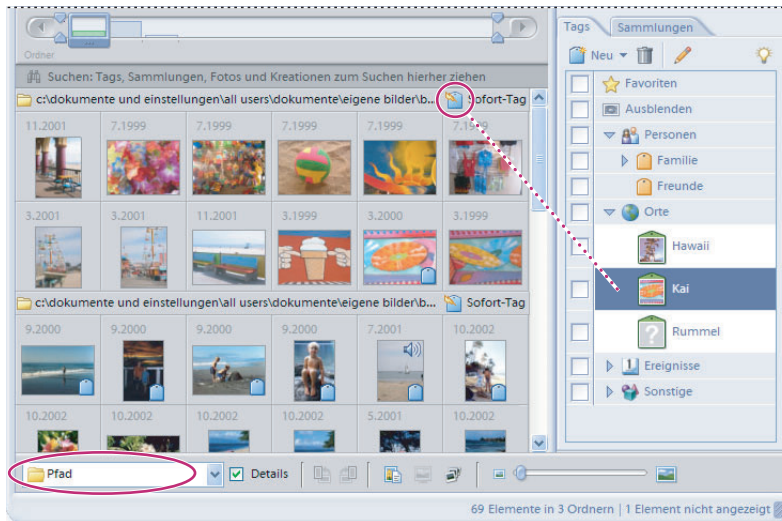 Ordner
Suchen: Tags, Sammlungen, Fotos und Kreationen zum Suchen hierher ziehen
c:\dokumente und einstellungen\all users\dokumente\eigene bilder\b... Sofort-Tag
11.2001 7.1999 7.1999 7.1999 7.1999 7.1999
3.2001 3.2001 11.2001 3.1999 3.2000 3.1999
c:\dokumente und einstellungen\all users\dokumente\eigene bilder\b... Sofort-Tag
9.2000 9.2000 9.2000 9.2000 7.2001 10.2002
10.2002 10.2002 10.2002 10.2002 5.2001 10.2002
Pfad Details
69 Elemente in 3 Ordnern | 1 Element nicht angezeigt
Tags Sammlungen
Neu
Favoriten
Ausblenden
Personen
Familie
Freunde
Orte
Hawaii
Kai
Rummel
Ereignisse
Sonstige